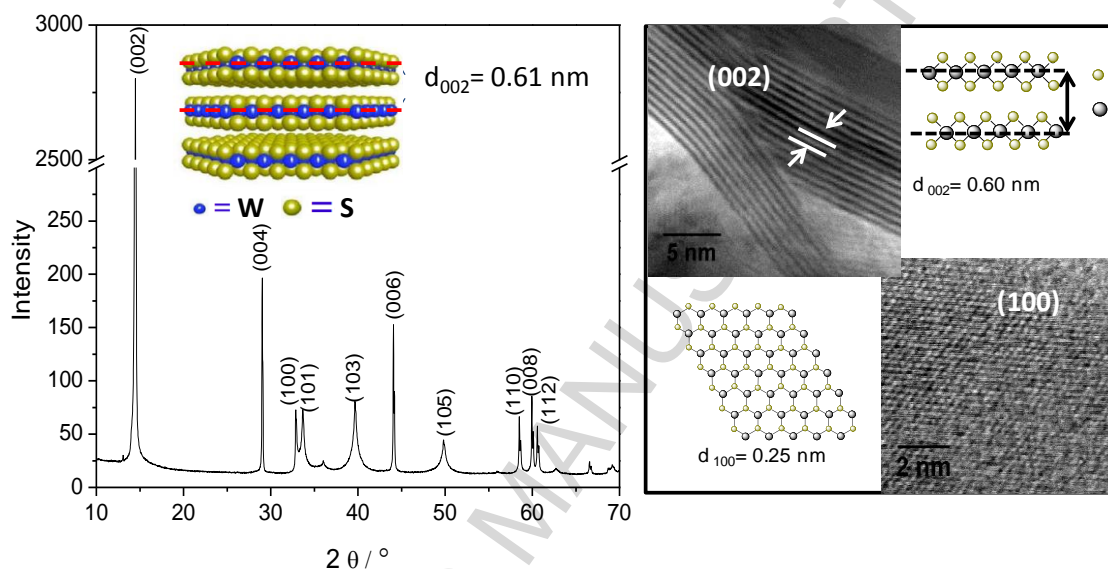 3000
2500
250
200
150
100
50
0
Intensity
10 20 30 40 50 60 70
2 θ / °
(002)
(004)
(100)
(101)
(103)
(006)
(105)
(110)
(008)
(112)
d002= 0.61 nm
= W = S
(002)
5 nm
d 002= 0.60 nm
d 100= 0.25 nm
(100)
2 nm
MANUS